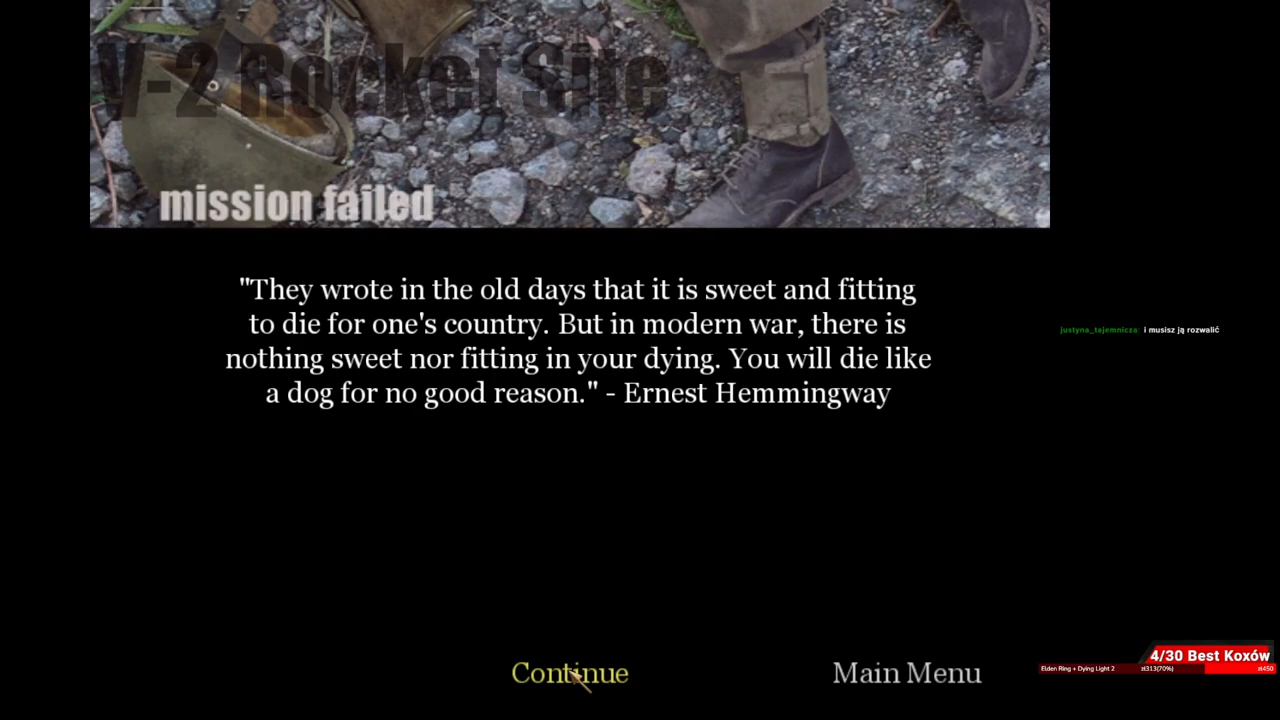 V-2 Rocket Site
mission failed
"They wrote in the old days that it is sweet and fitting
to die for one's country. But in modern war, there is
nothing sweet nor fitting in your dying. You will die like
a dog for no good reason." - Ernest Hemmingway
justyna_tajemnicza: i musisz ją rozwalić
Continue
Main Menu
4/30 Best Koxów
Elden Ring + Dying Light 2 zł313(70%) zł450